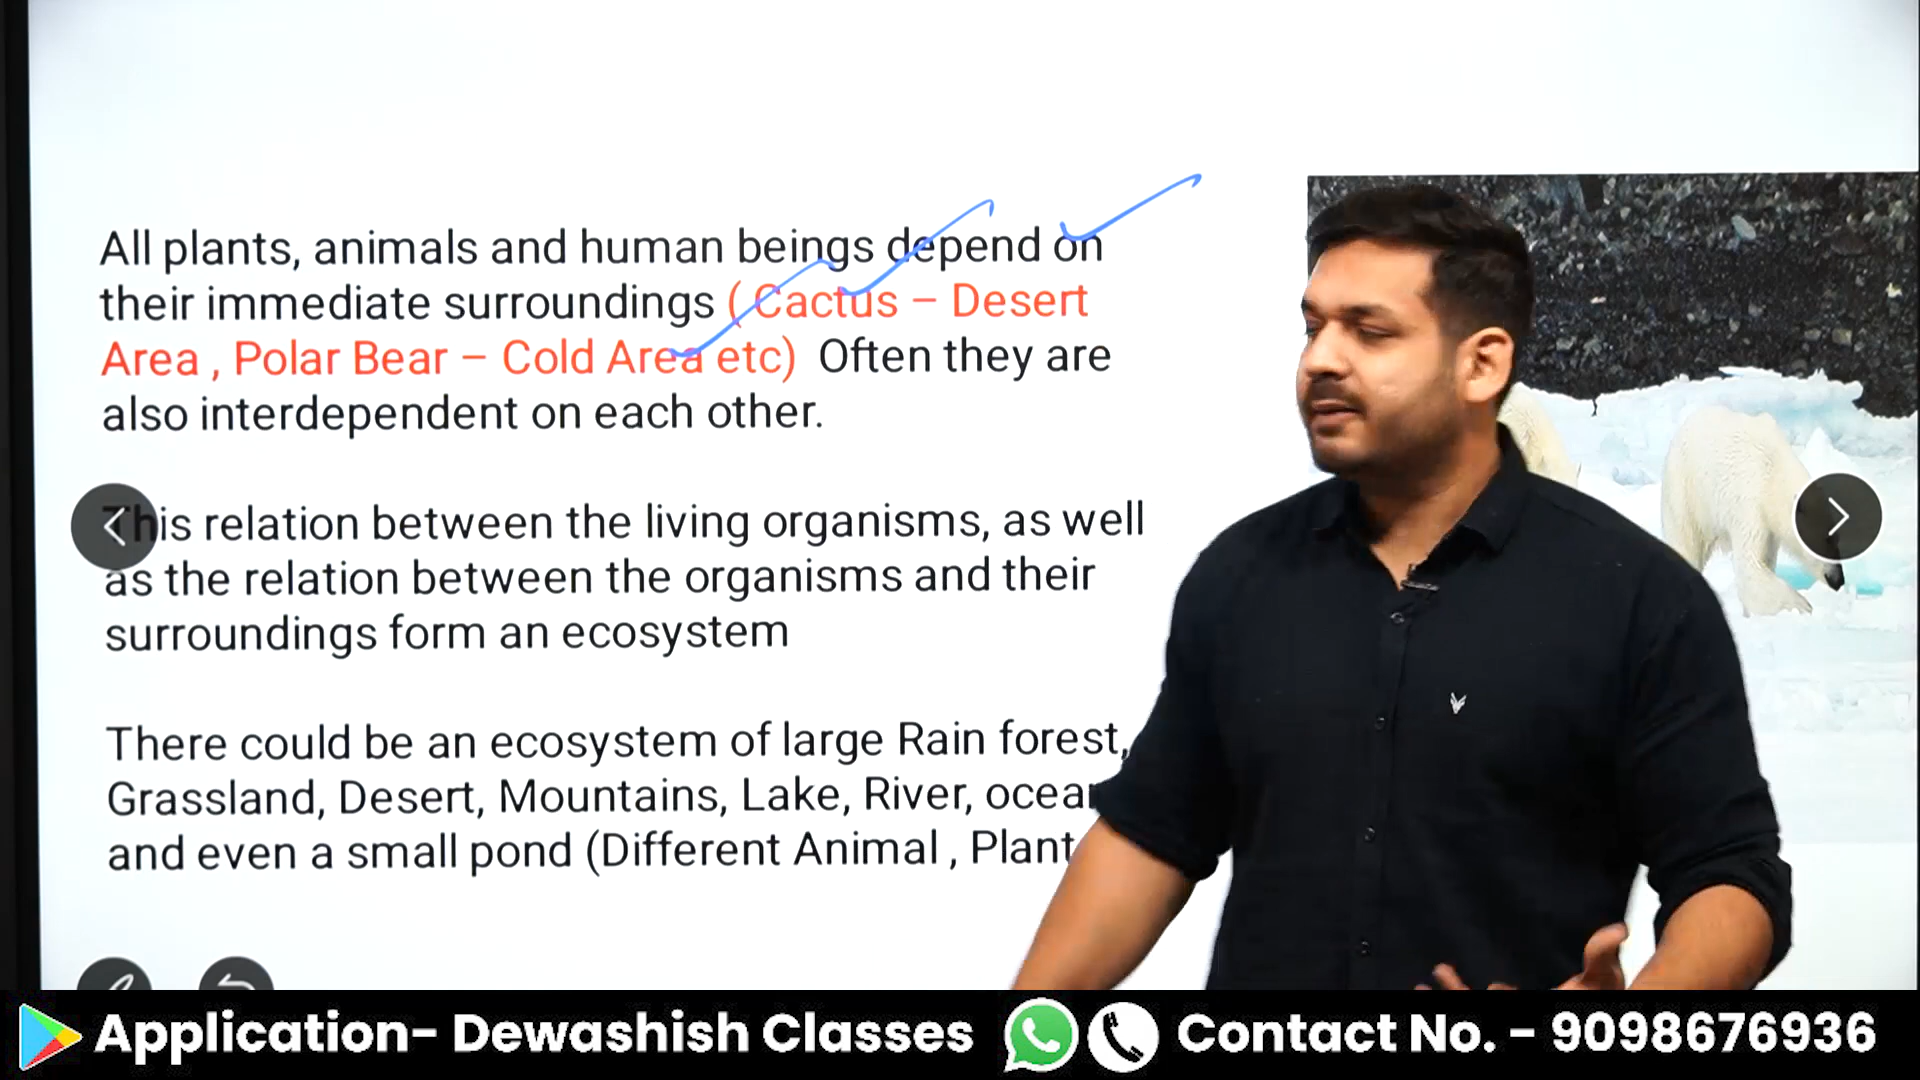 All plants, animals and human beings depend on
their immediate surroundings ( Cactus – Desert
Area , Polar Bear – Cold Area etc) Often they are
also interdependent on each other.
This relation between the living organisms, as well
as the relation between the organisms and their
surroundings form an ecosystem
There could be an ecosystem of large Rain forest,
Grassland, Desert, Mountains, Lake, River, ocean
and even a small pond (Different Animal , Plant
Application- Dewashish Classes Contact No. - 9098676936